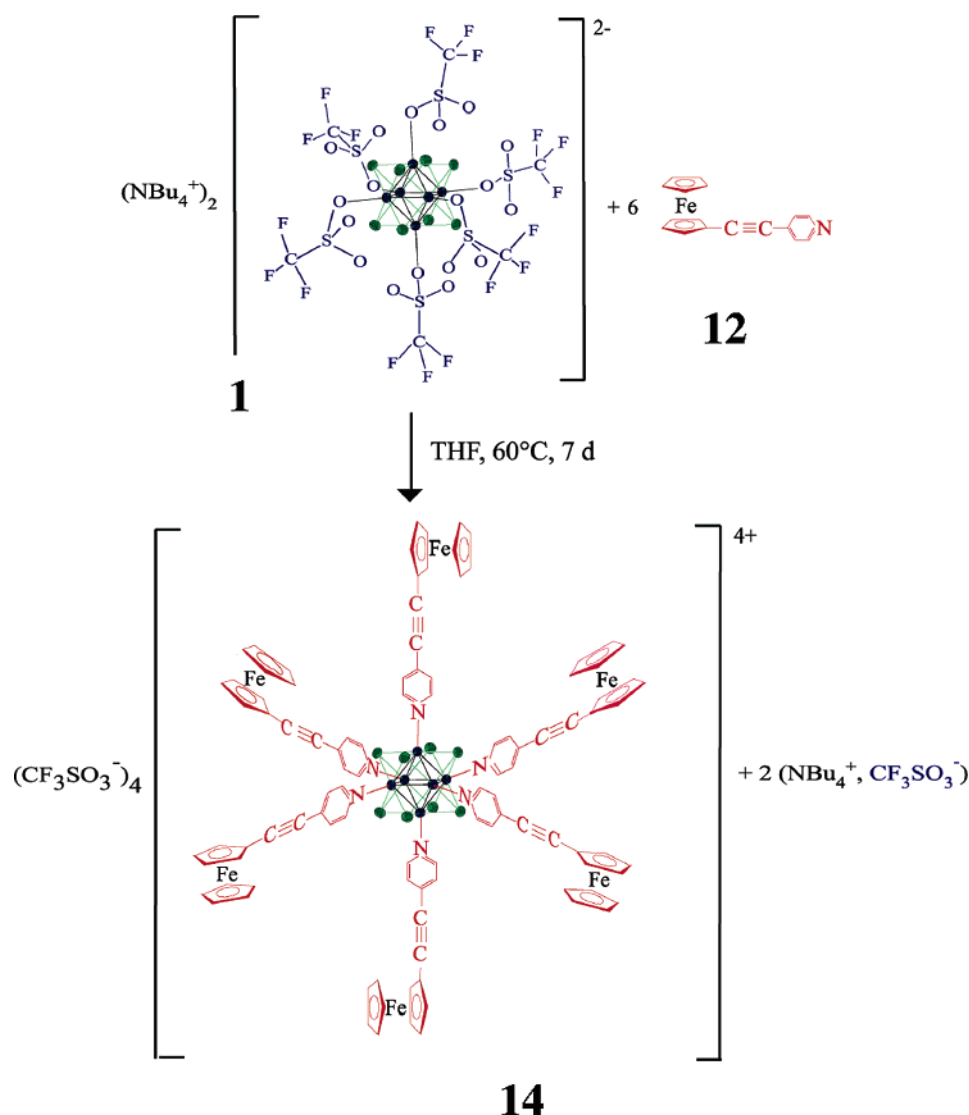 F F F C 2-
S O O O
F F F C O O S O
O O S C F F F O
(NBu₄⁺)₂
O O S O C F F F
O O S O C F F F
+ 6 Fe C≡C N
O S O O C F F F
12
1
THF, 60°C, 7 d
4+
Fe C≡C N
Fe C≡C N
Fe C≡C N
(CF₃SO₃⁻)₄
+ 2 (NBu₄⁺, CF₃SO₃⁻)
Fe C≡C N
Fe C≡C N
Fe C≡C N
14